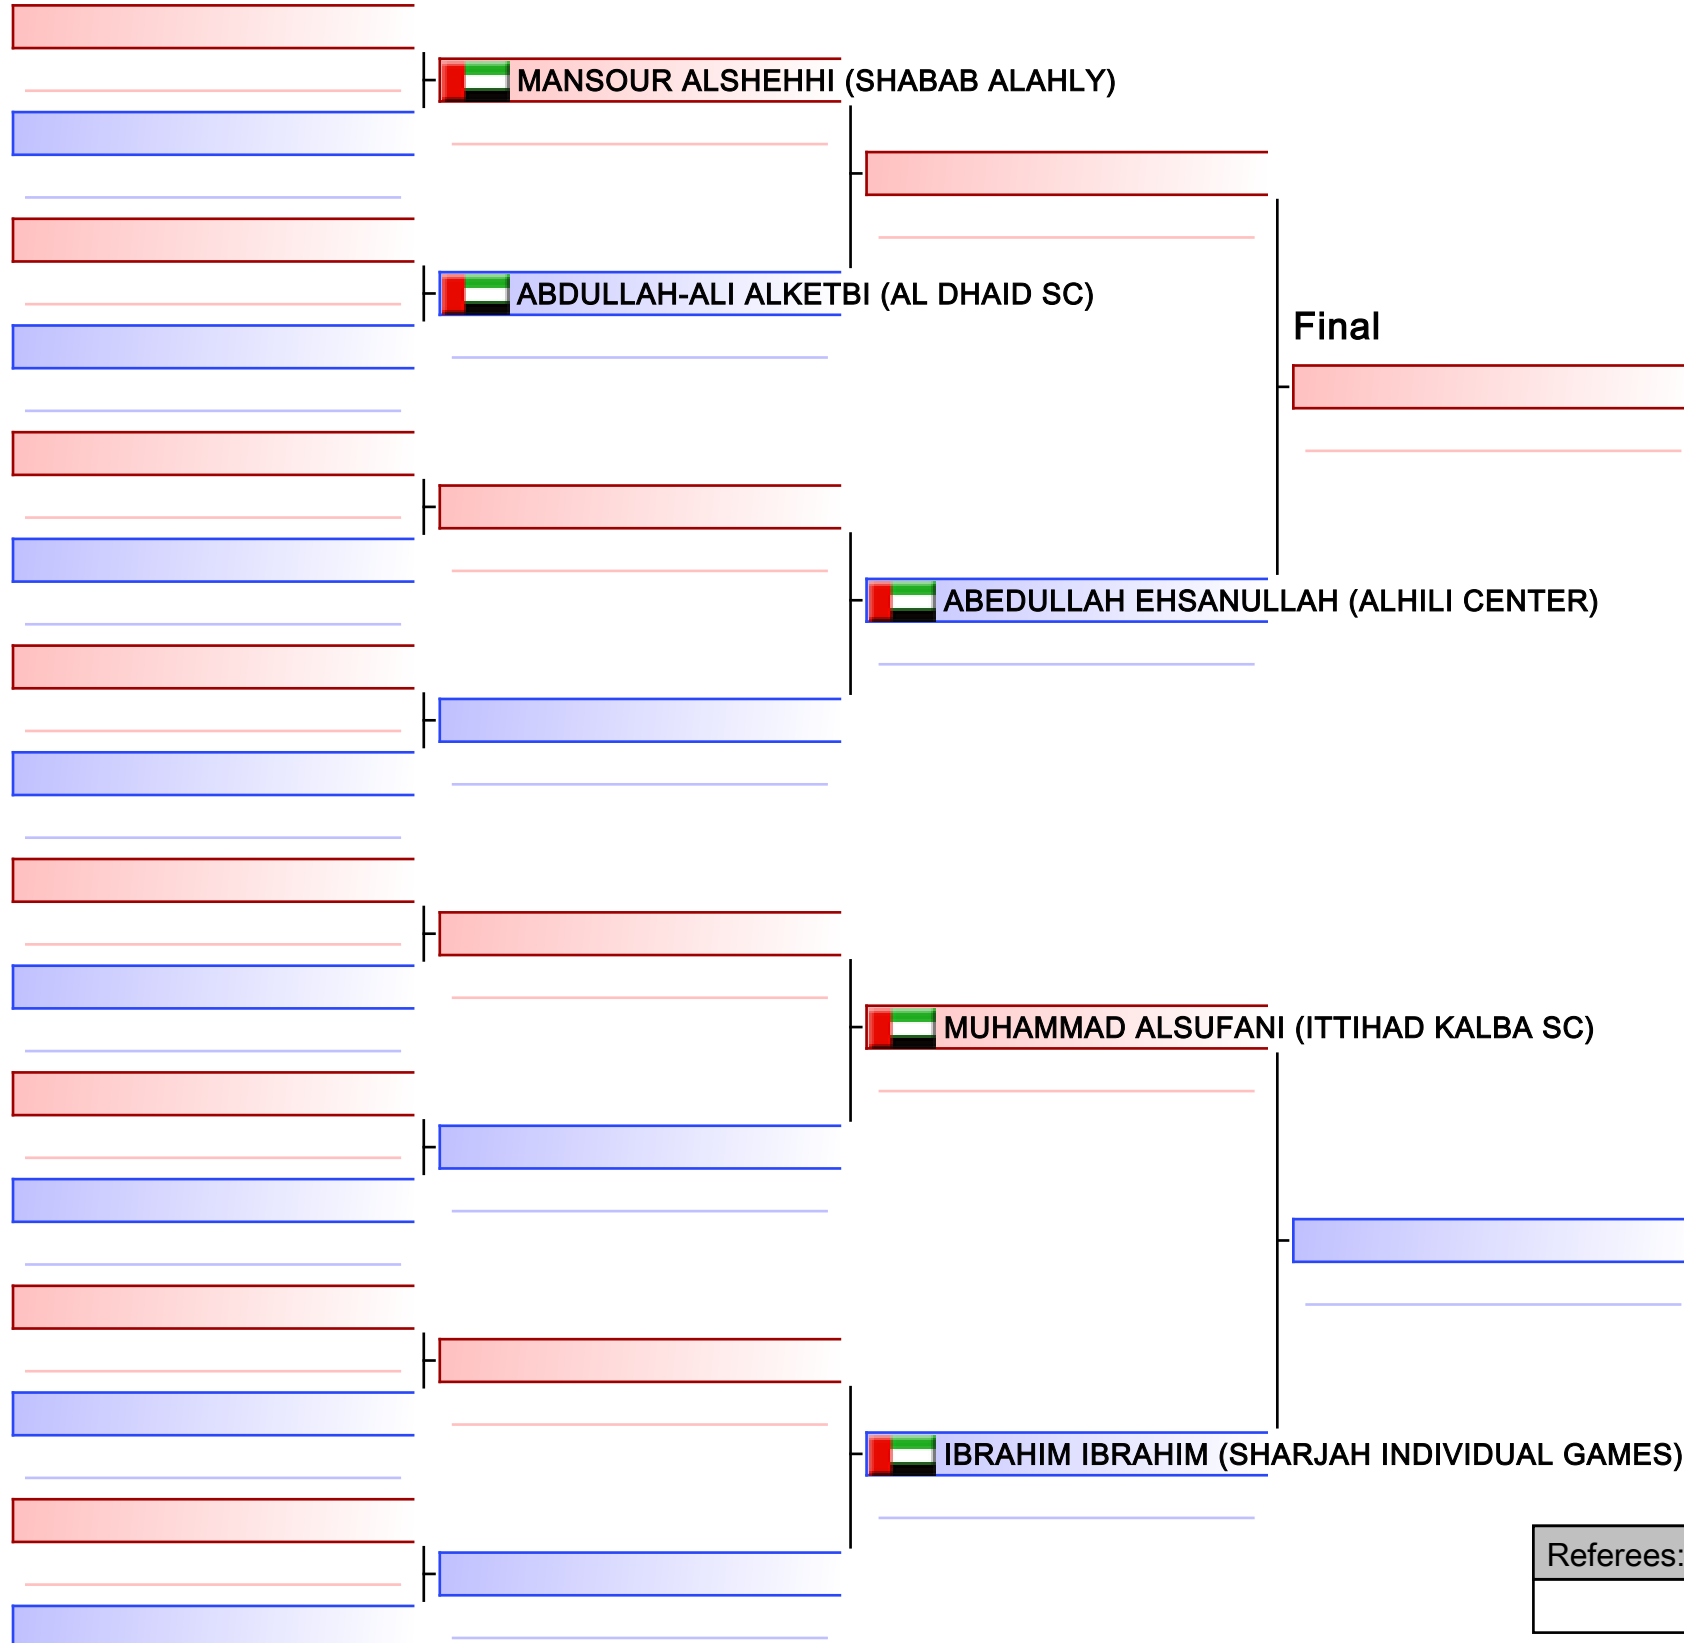 MANSOUR ALSHEHHI (SHABAB ALAHLY)
ABDULLAH-ALI ALKETBI (AL DHAID SC)
Final
ABEDULLAH EHSANULLAH (ALHILI CENTER)
MUHAMMAD ALSUFANI (ITTIHAD KALBA SC)
IBRAHIM IBRAHIM (SHARJAH INDIVIDUAL GAMES)
Referees: